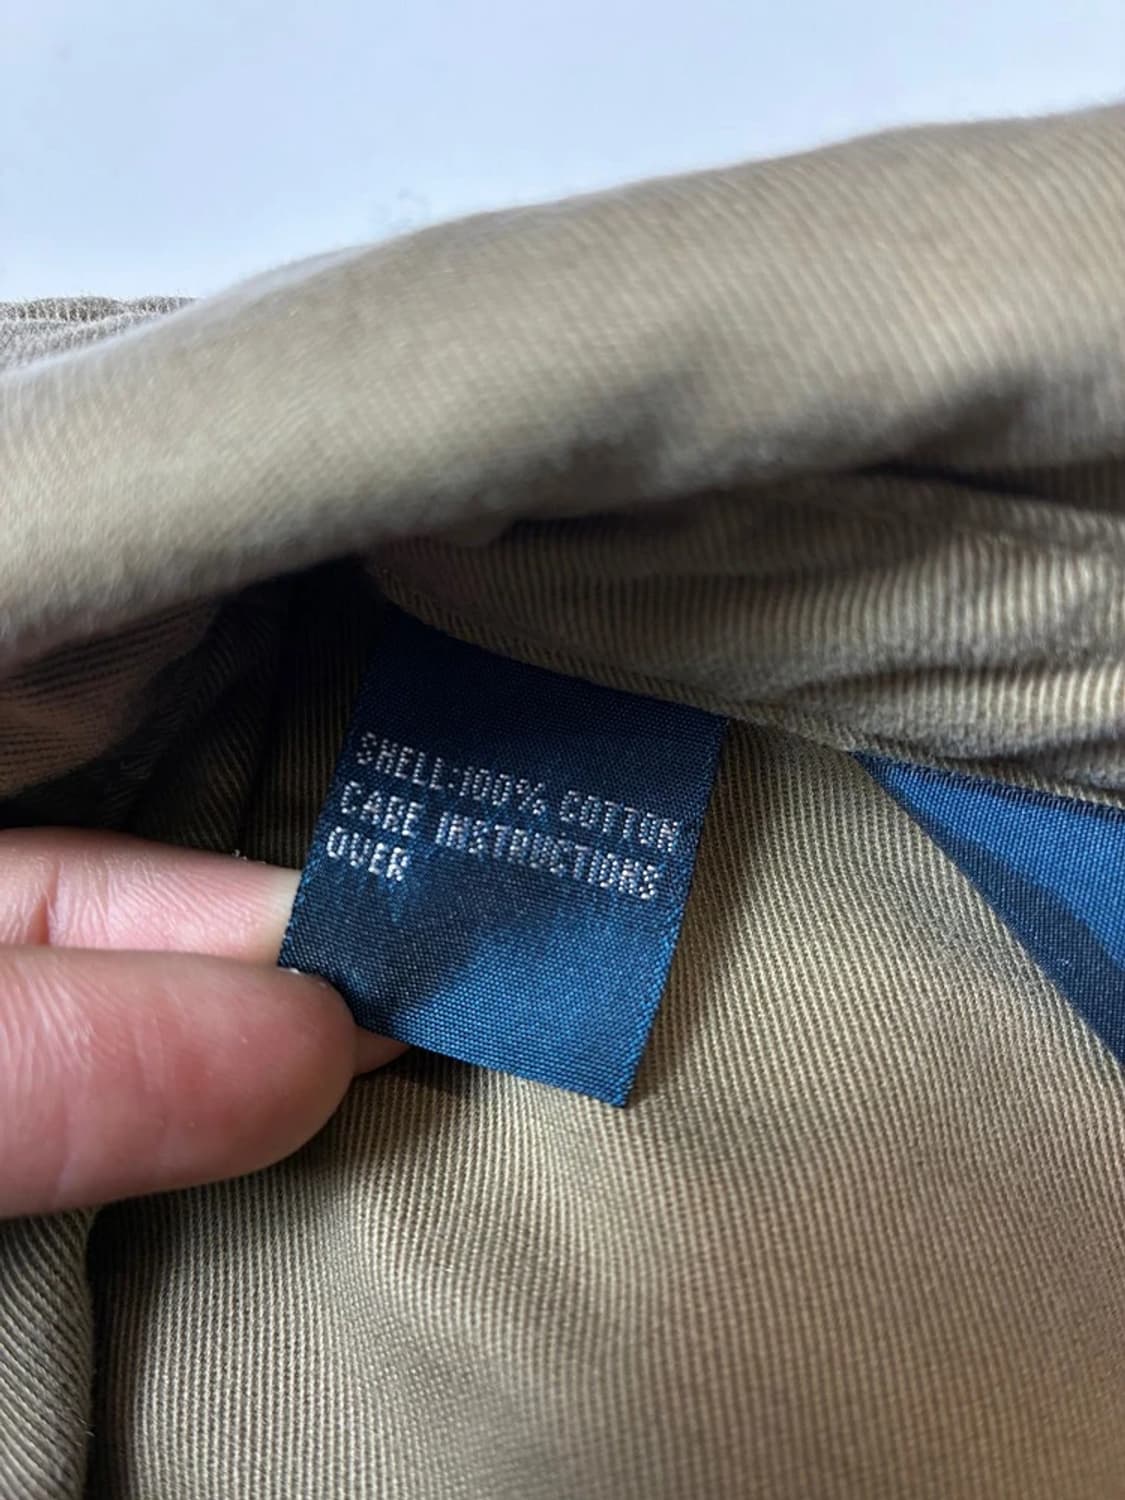 SHELL:100% COTTON
CARE INSTRUCTIONS
OVER